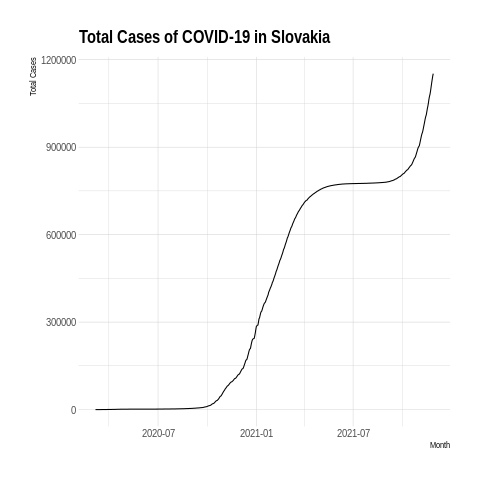 Total Cases of COVID-19 in Slovakia
Total Cases
1200000
900000
600000
300000
0
2020-07 2021-01 2021-07
Month